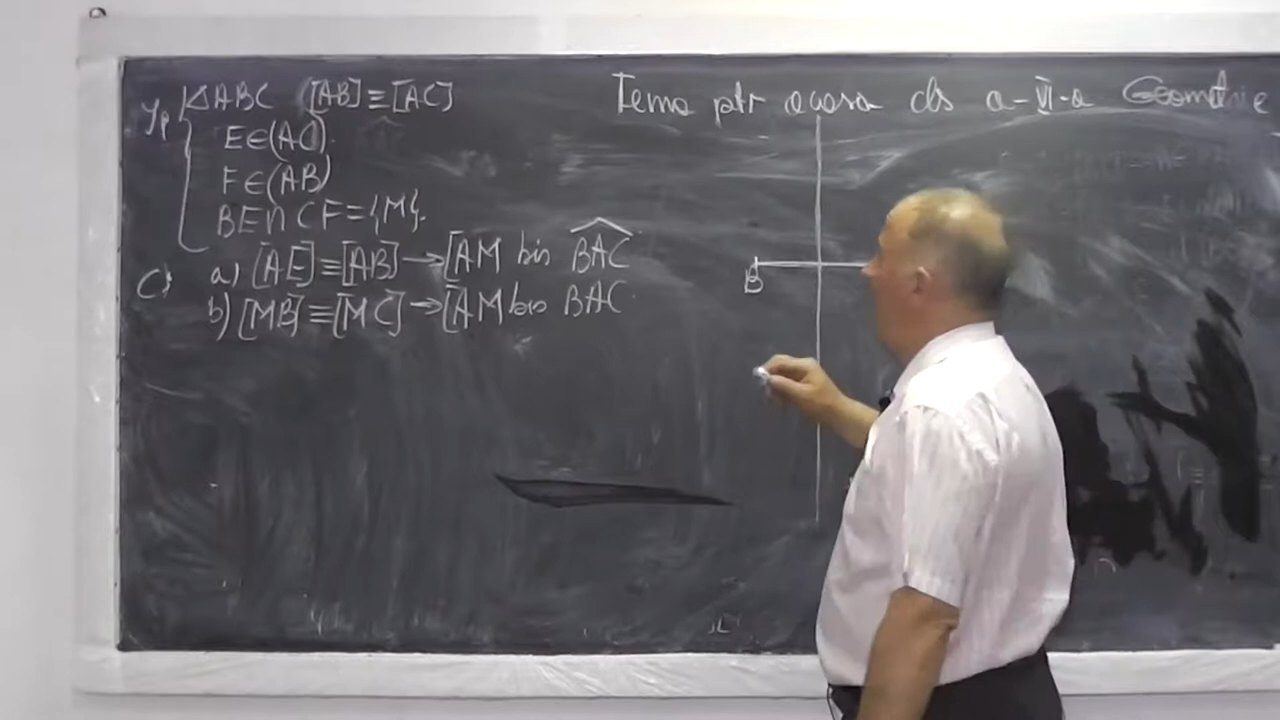 Tema ptr acasa cls a-VI-a Geometrie
Ip △ABC [AB]≡[AC]
E∈(AC).
F∈(AB)
BE∩CF={M}.
C: a) [AE]≡[AB]→[AM bis BAC
b) [MB]≡[MC]→[AM bis BAC.
B